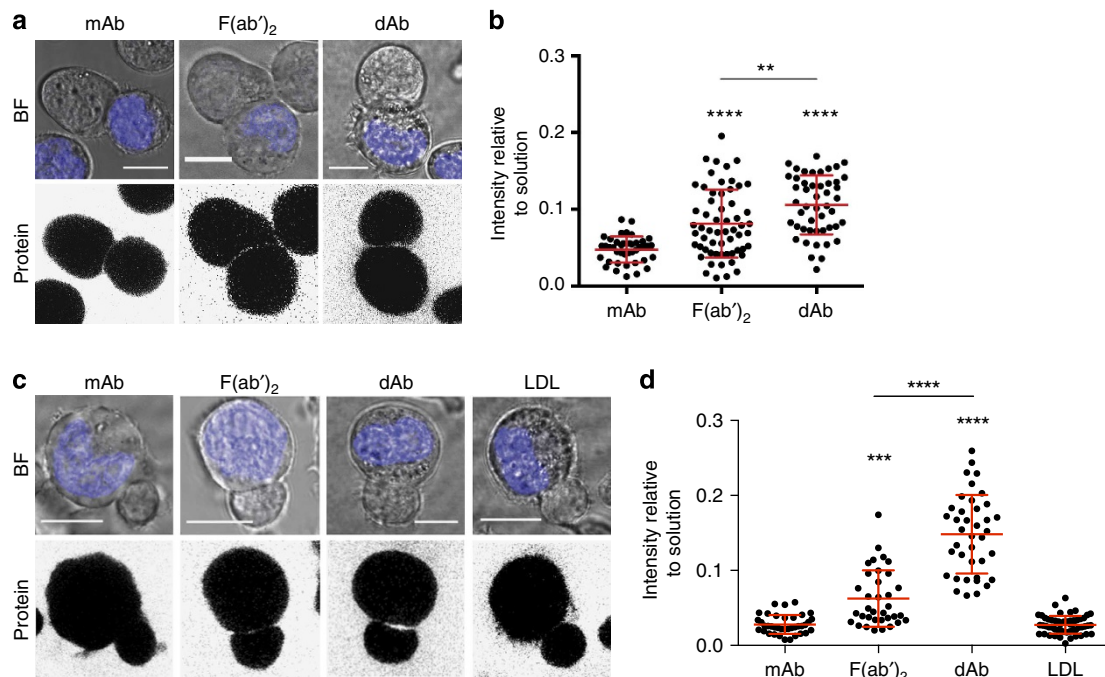 a
mAb F(ab′)2 dAb
BF
Protein
b
Intensity relative
to solution
0.3
0.2
0.1
0.0
**
**** ****
mAb F(ab′)2 dAb
c
mAb F(ab′)2 dAb LDL
BF
Protein
d
Intensity relative
to solution
0.3
0.2
0.1
0.0
****
***
****
mAb F(ab′)2 dAb LDL